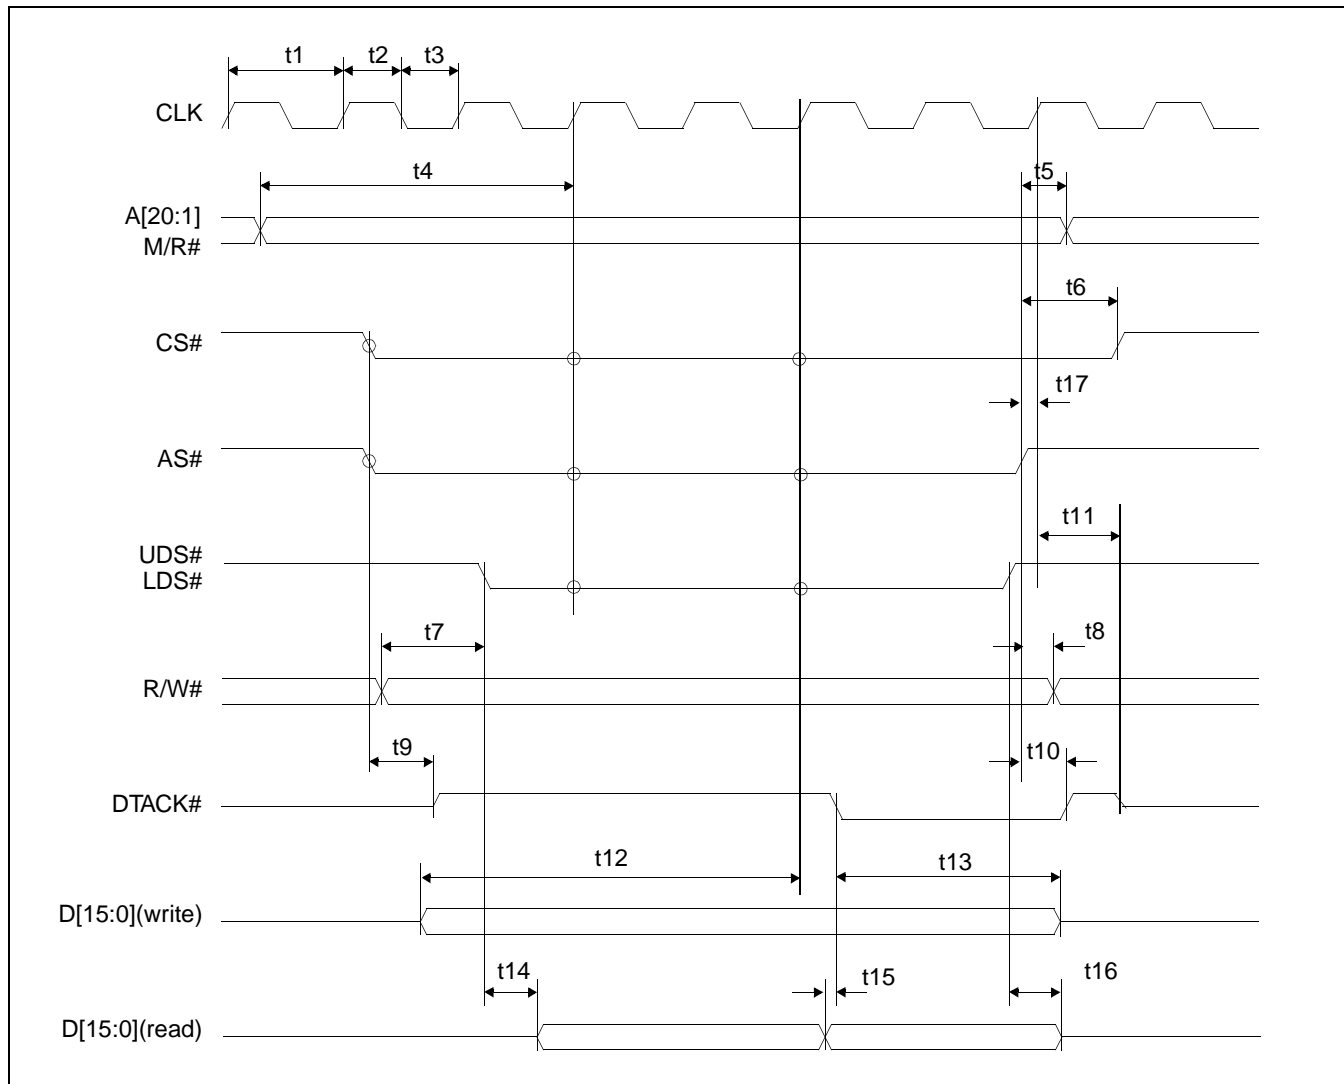 t1 t2 t3
CLK
t4 t5
A[20:1]
M/R#
t6
CS#
t17
AS#
t11
UDS#
LDS#
t7 t8
R/W#
t9 t10
DTACK#
t12 t13
D[15:0](write)
t14 t15 t16
D[15:0](read)